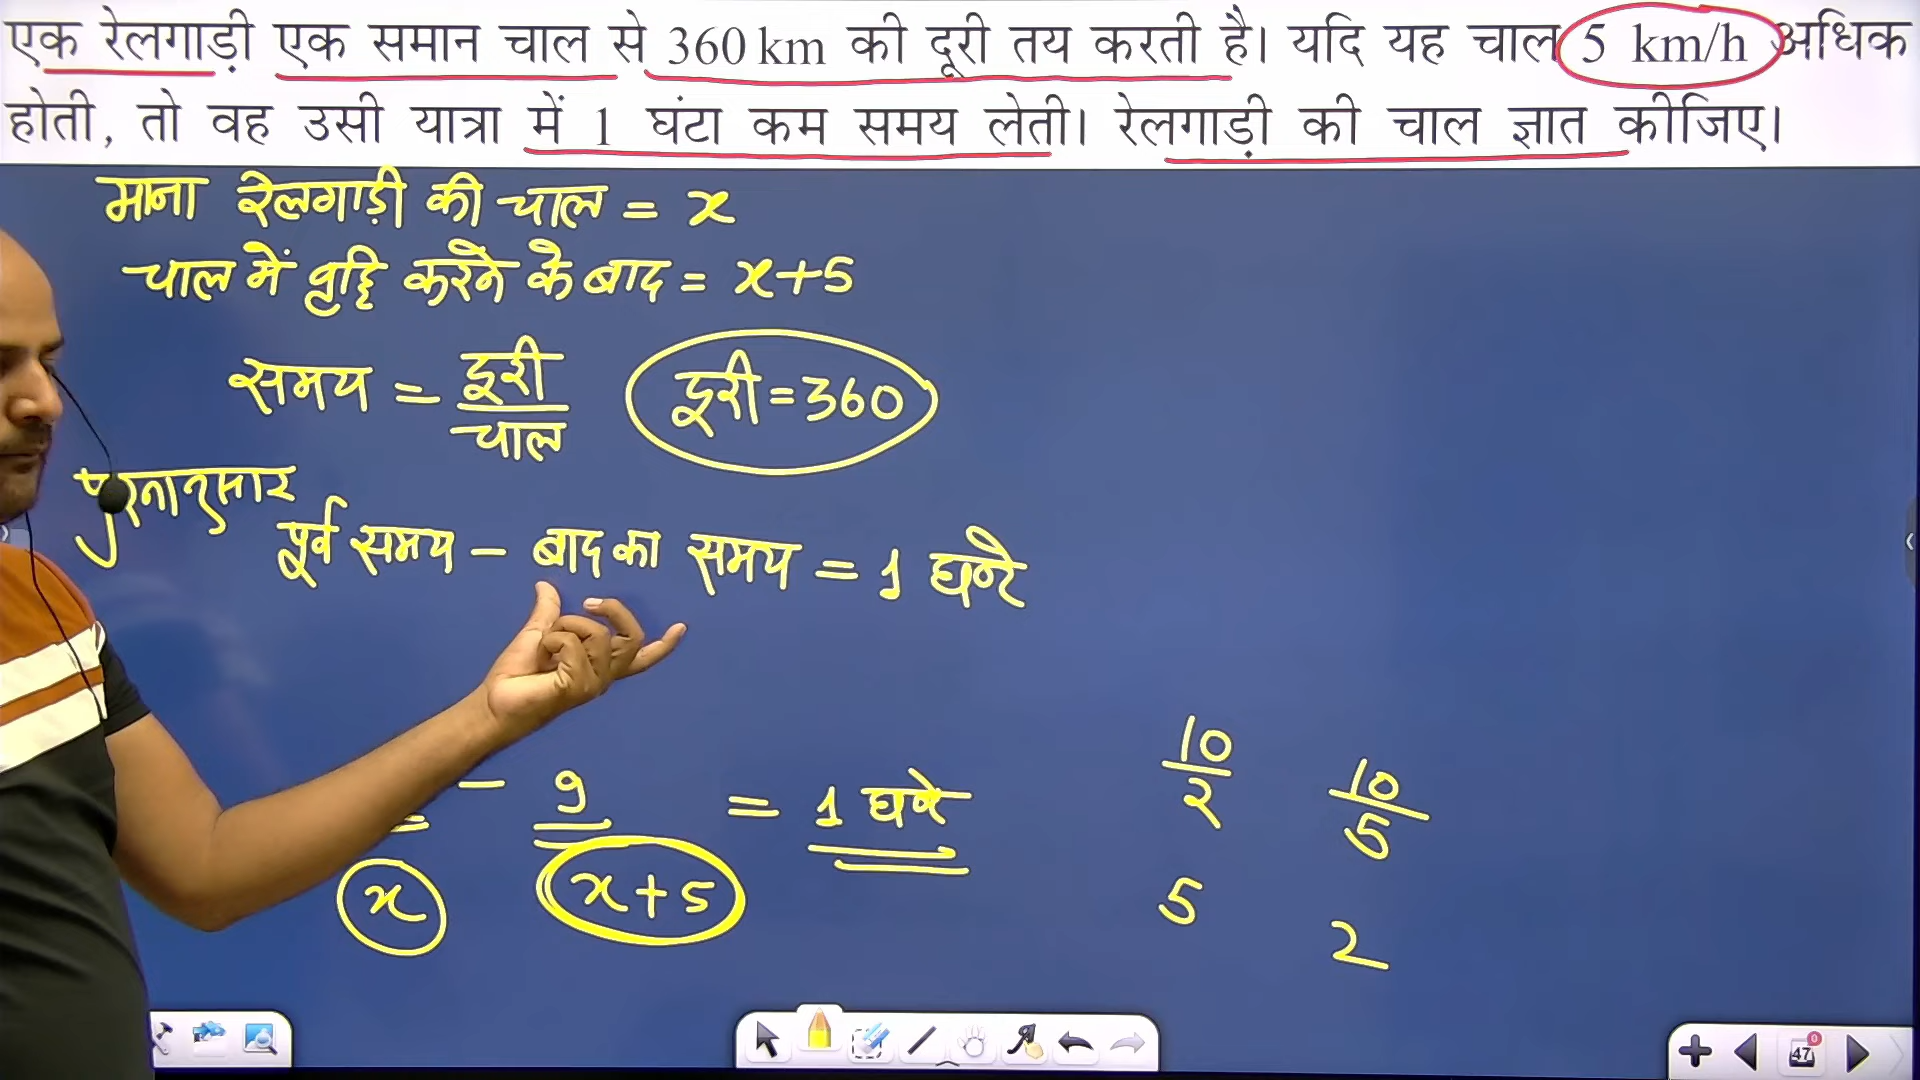 एक रेलगाड़ी एक समान चाल से 360 km की दूरी तय करती है। यदि यह चाल 5 km/h अधिक
होती, तो वह उसी यात्रा में 1 घंटा कम समय लेती। रेलगाड़ी की चाल ज्ञात कीजिए।
माना रेलगाड़ी की चाल = x
चाल में वृद्धि करने के बाद = x+5
समय = दूरी/चाल
दूरी=360
प्रश्नानुसार
पूर्व समय - बाद का समय = 1 घण्टे
- 9 = 1 घण्टे
x x+5
10/2 10/5
5 2
47